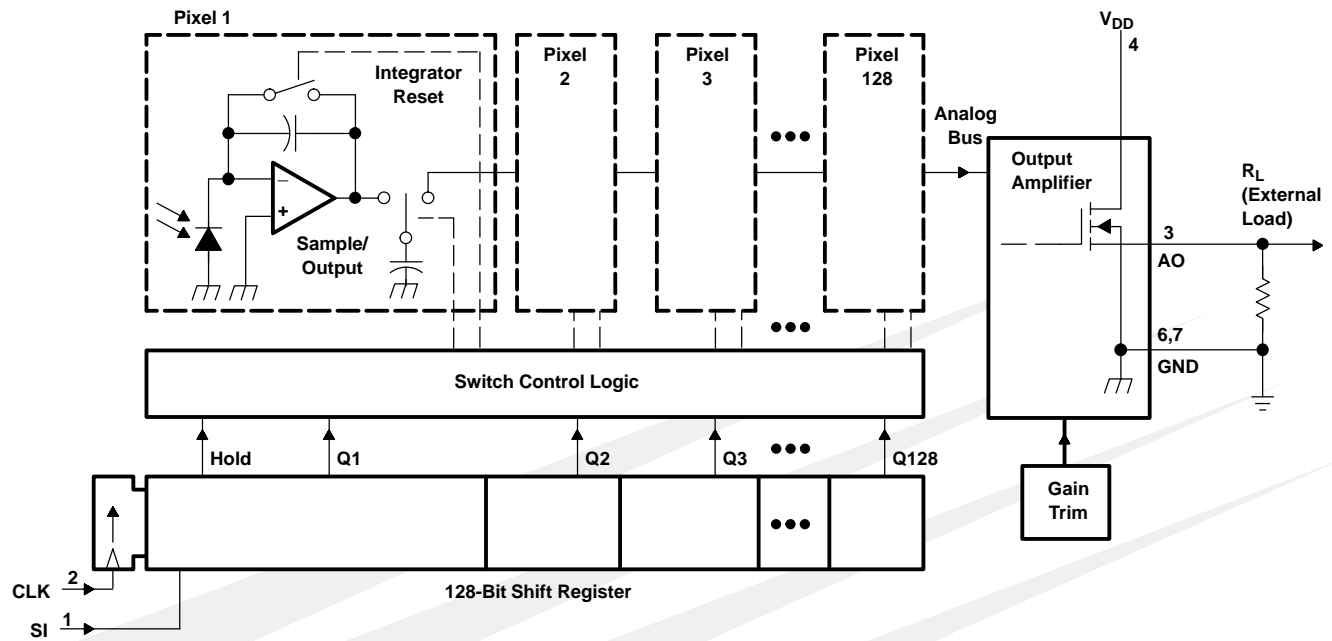 Pixel 1
Integrator
Reset
−
+
Sample/
Output
Pixel
2
Pixel
3
Pixel
128
Analog
Bus
VDD
4
Output
Amplifier
RL
(External
Load)
3
AO
6,7
GND
Switch Control Logic
Hold
Q1
Q2
Q3
Q128
Gain
Trim
CLK
2
128-Bit Shift Register
SI
1